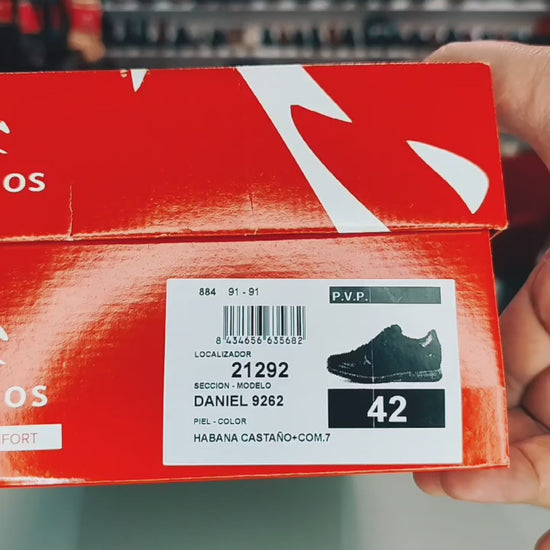 OS
884 91 - 91
P.V.P.
8 434656 635682
LOCALIZADOR
21292
SECCION - MODELO
DANIEL 9262
42
PIEL - COLOR
HABANA CASTAÑO+COM.7
OS
FORT